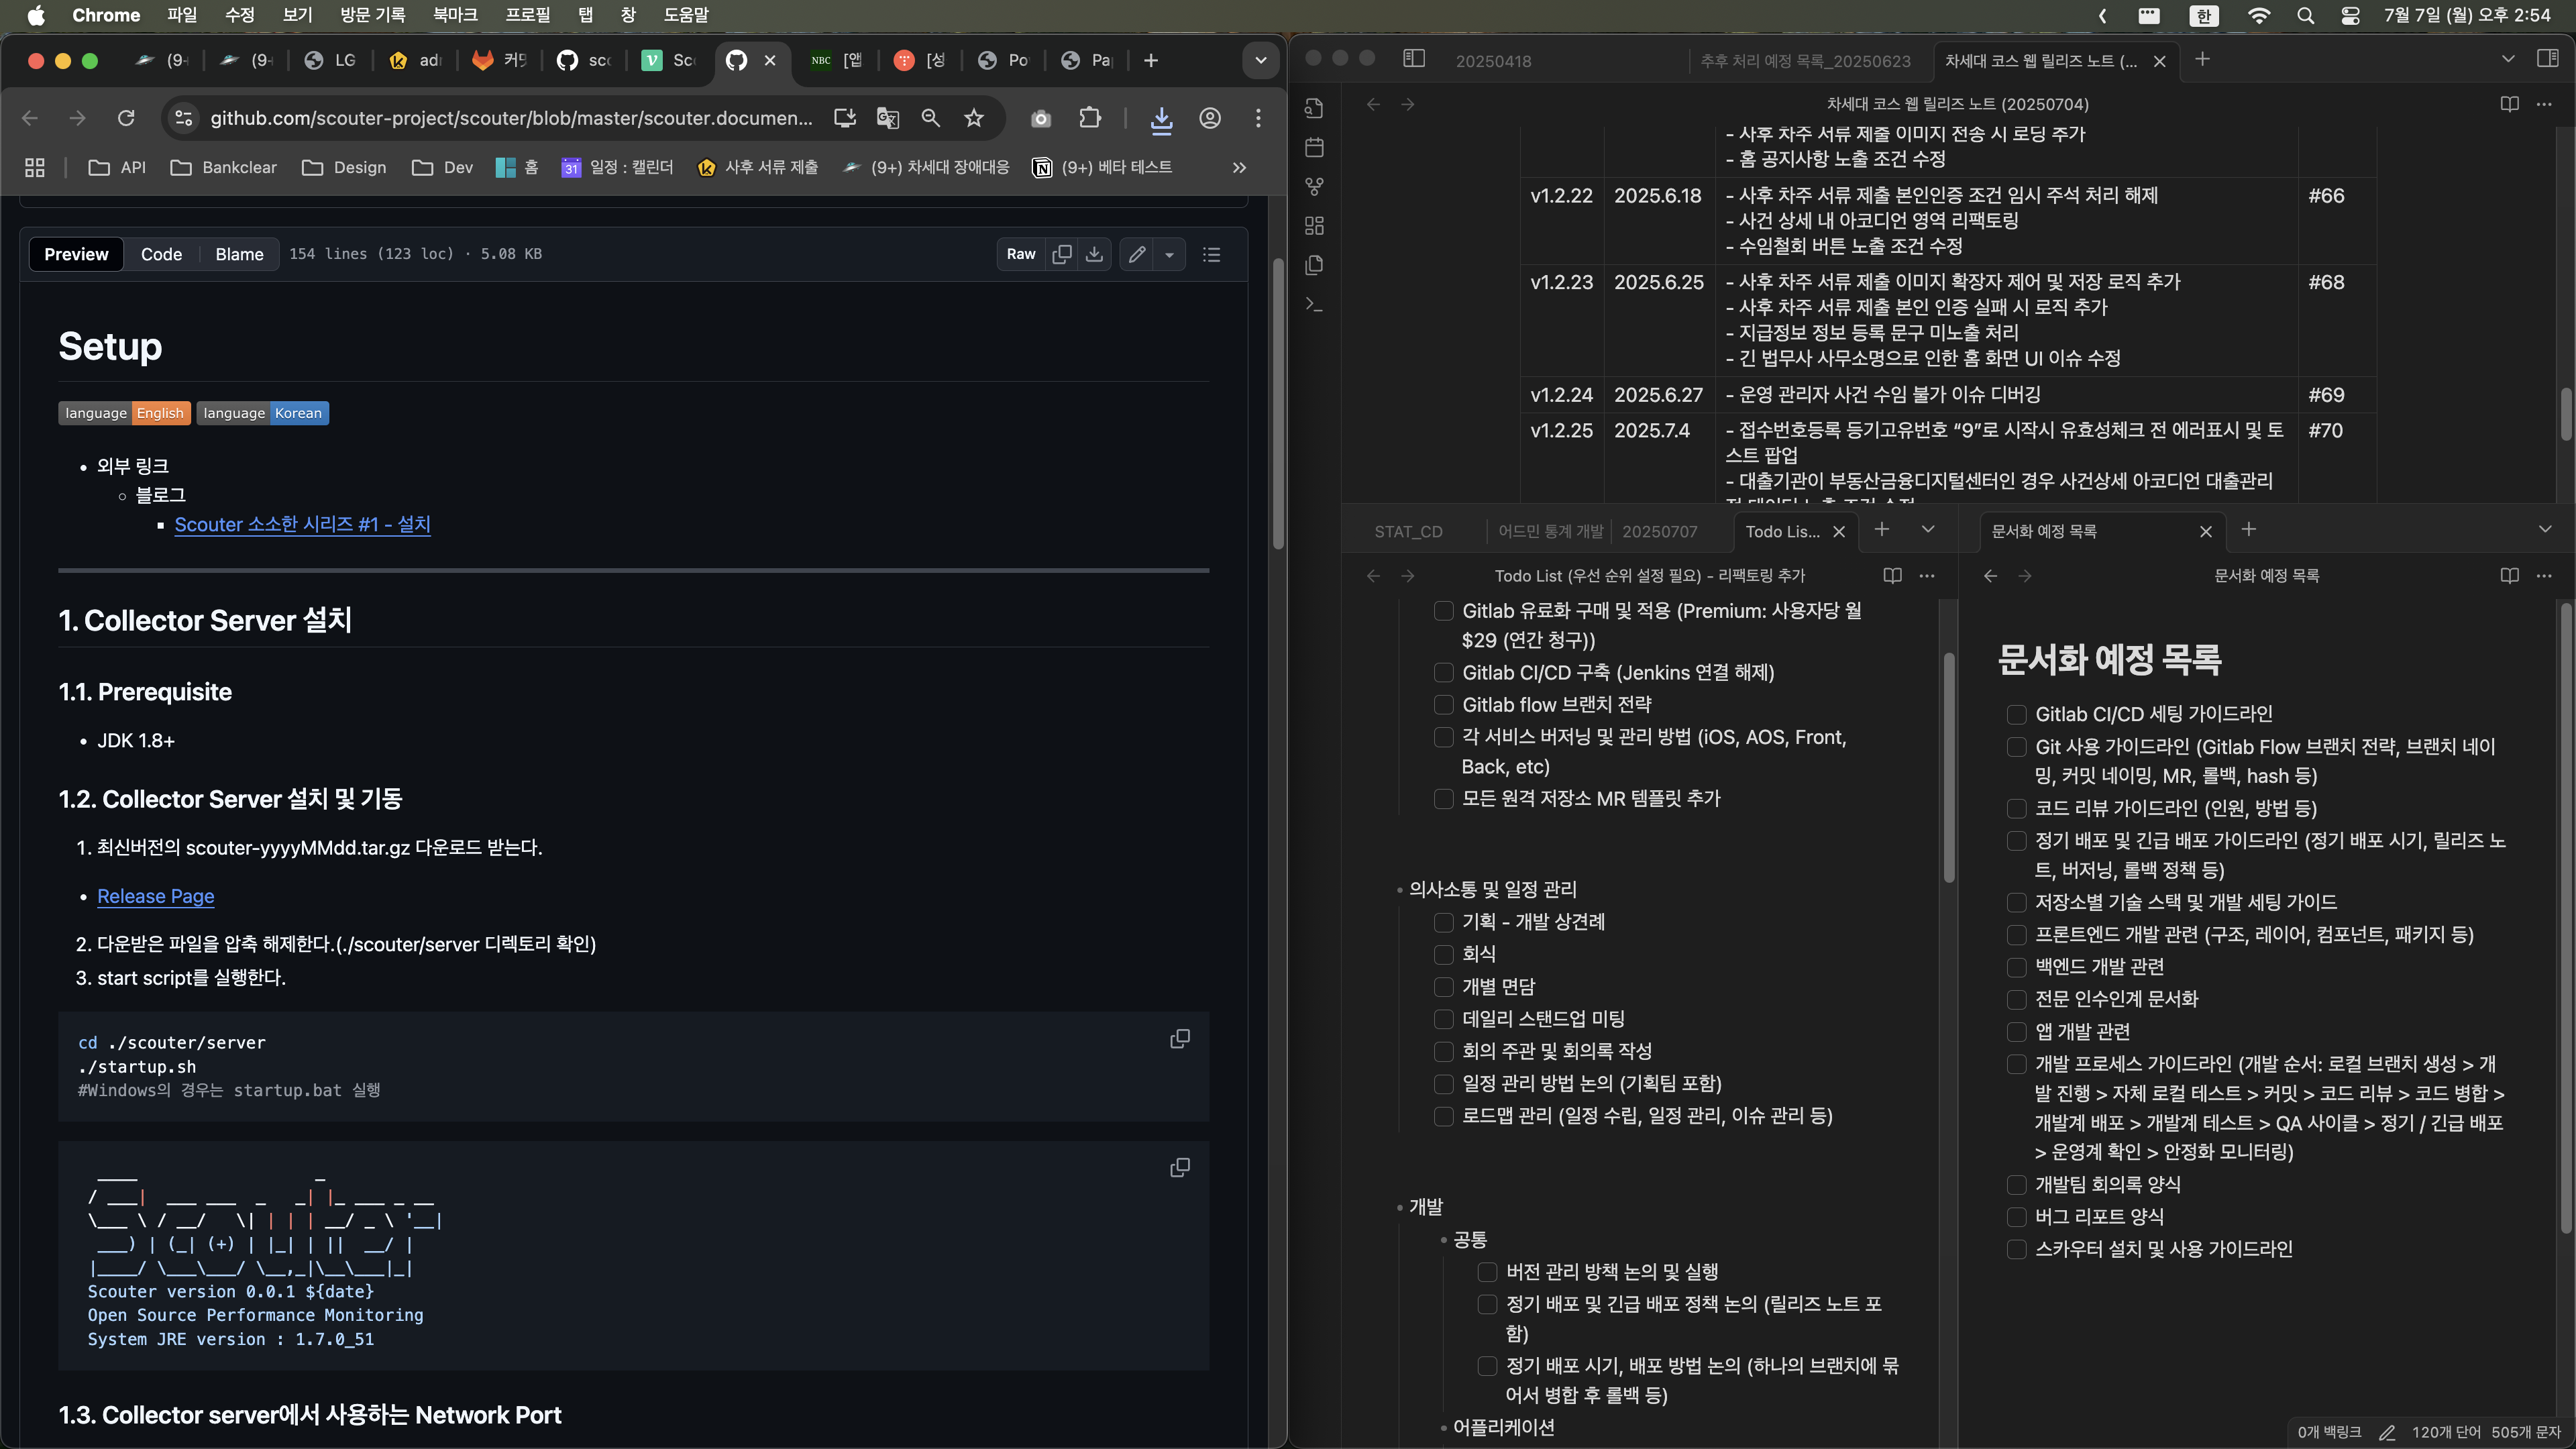 Chrome 파일 수정 보기 방문 기록 북마크 프로필 탭 창 도움말
한 7월 7일 (월) 오후 2:54
(9+ (9+ LG adr 커밋 sco Sco NBC [앱 [성 Po Pa
github.com/scouter-project/scouter/blob/master/scouter.documen...
API Bankclear Design Dev 홈 31 일정 : 캘린더 사후 서류 제출 (9+) 차세대 장애대응 (9+) 베타 테스트
Preview Code Blame 154 lines (123 loc) · 5.08 KB Raw
Setup
language English language Korean
외부 링크
블로그
Scouter 소소한 시리즈 #1 - 설치
1. Collector Server 설치
1.1. Prerequisite
JDK 1.8+
1.2. Collector Server 설치 및 기동
1. 최신버전의 scouter-yyyyMMdd.tar.gz 다운로드 받는다.
Release Page
2. 다운받은 파일을 압축 해제한다.(./scouter/server 디렉토리 확인)
3. start script를 실행한다.
cd ./scouter/server
./startup.sh
#Windows의 경우는 startup.bat 실행
Scouter version 0.0.1 ${date}
Open Source Performance Monitoring
System JRE version : 1.7.0_51
1.3. Collector server에서 사용하는 Network Port
20250418 추후 처리 예정 목록_20250623 차세대 코스 웹 릴리즈 노트 (...
차세대 코스 웹 릴리즈 노트 (20250704)
- 사후 차주 서류 제출 이미지 전송 시 로딩 추가
- 홈 공지사항 노출 조건 수정
v1.2.22 2025.6.18 - 사후 차주 서류 제출 본인인증 조건 임시 주석 처리 해제 #66
- 사건 상세 내 아코디언 영역 리팩토링
- 수임철회 버튼 노출 조건 수정
v1.2.23 2025.6.25 - 사후 차주 서류 제출 이미지 확장자 제어 및 저장 로직 추가 #68
- 사후 차주 서류 제출 본인 인증 실패 시 로직 추가
- 지급정보 정보 등록 문구 미노출 처리
- 긴 법무사 사무소명으로 인한 홈 화면 UI 이슈 수정
v1.2.24 2025.6.27 - 운영 관리자 사건 수임 불가 이슈 디버깅 #69
v1.2.25 2025.7.4 - 접수번호등록 등기고유번호 “9”로 시작시 유효성체크 전 에러표시 및 토 #70
스트 팝업
- 대출기관이 부동산금융디지털센터인 경우 사건상세 아코디언 대출관리
STAT_CD 어드민 통계 개발 20250707 Todo Lis...
Todo List (우선 순위 설정 필요) - 리팩토링 추가
Gitlab 유료화 구매 및 적용 (Premium: 사용자당 월
$29 (연간 청구))
Gitlab CI/CD 구축 (Jenkins 연결 해제)
Gitlab flow 브랜치 전략
각 서비스 버저닝 및 관리 방법 (iOS, AOS, Front,
Back, etc)
모든 원격 저장소 MR 템플릿 추가
의사소통 및 일정 관리
기획 - 개발 상견례
회식
개별 면담
데일리 스탠드업 미팅
회의 주관 및 회의록 작성
일정 관리 방법 논의 (기획팀 포함)
로드맵 관리 (일정 수립, 일정 관리, 이슈 관리 등)
개발
공통
버전 관리 방책 논의 및 실행
정기 배포 및 긴급 배포 정책 논의 (릴리즈 노트 포
함)
정기 배포 시기, 배포 방법 논의 (하나의 브랜치에 묶
어서 병합 후 롤백 등)
어플리케이션
문서화 예정 목록
문서화 예정 목록
문서화 예정 목록
Gitlab CI/CD 세팅 가이드라인
Git 사용 가이드라인 (Gitlab Flow 브랜치 전략, 브랜치 네이
밍, 커밋 네이밍, MR, 롤백, hash 등)
코드 리뷰 가이드라인 (인원, 방법 등)
정기 배포 및 긴급 배포 가이드라인 (정기 배포 시기, 릴리즈 노
트, 버저닝, 롤백 정책 등)
저장소별 기술 스택 및 개발 세팅 가이드
프론트엔드 개발 관련 (구조, 레이어, 컴포넌트, 패키지 등)
백엔드 개발 관련
전문 인수인계 문서화
앱 개발 관련
개발 프로세스 가이드라인 (개발 순서: 로컬 브랜치 생성 > 개
발 진행 > 자체 로컬 테스트 > 커밋 > 코드 리뷰 > 코드 병합 >
개발계 배포 > 개발계 테스트 > QA 사이클 > 정기 / 긴급 배포
> 운영계 확인 > 안정화 모니터링)
개발팀 회의록 양식
버그 리포트 양식
스카우터 설치 및 사용 가이드라인
0개 백링크 120개 단어 505개 문자